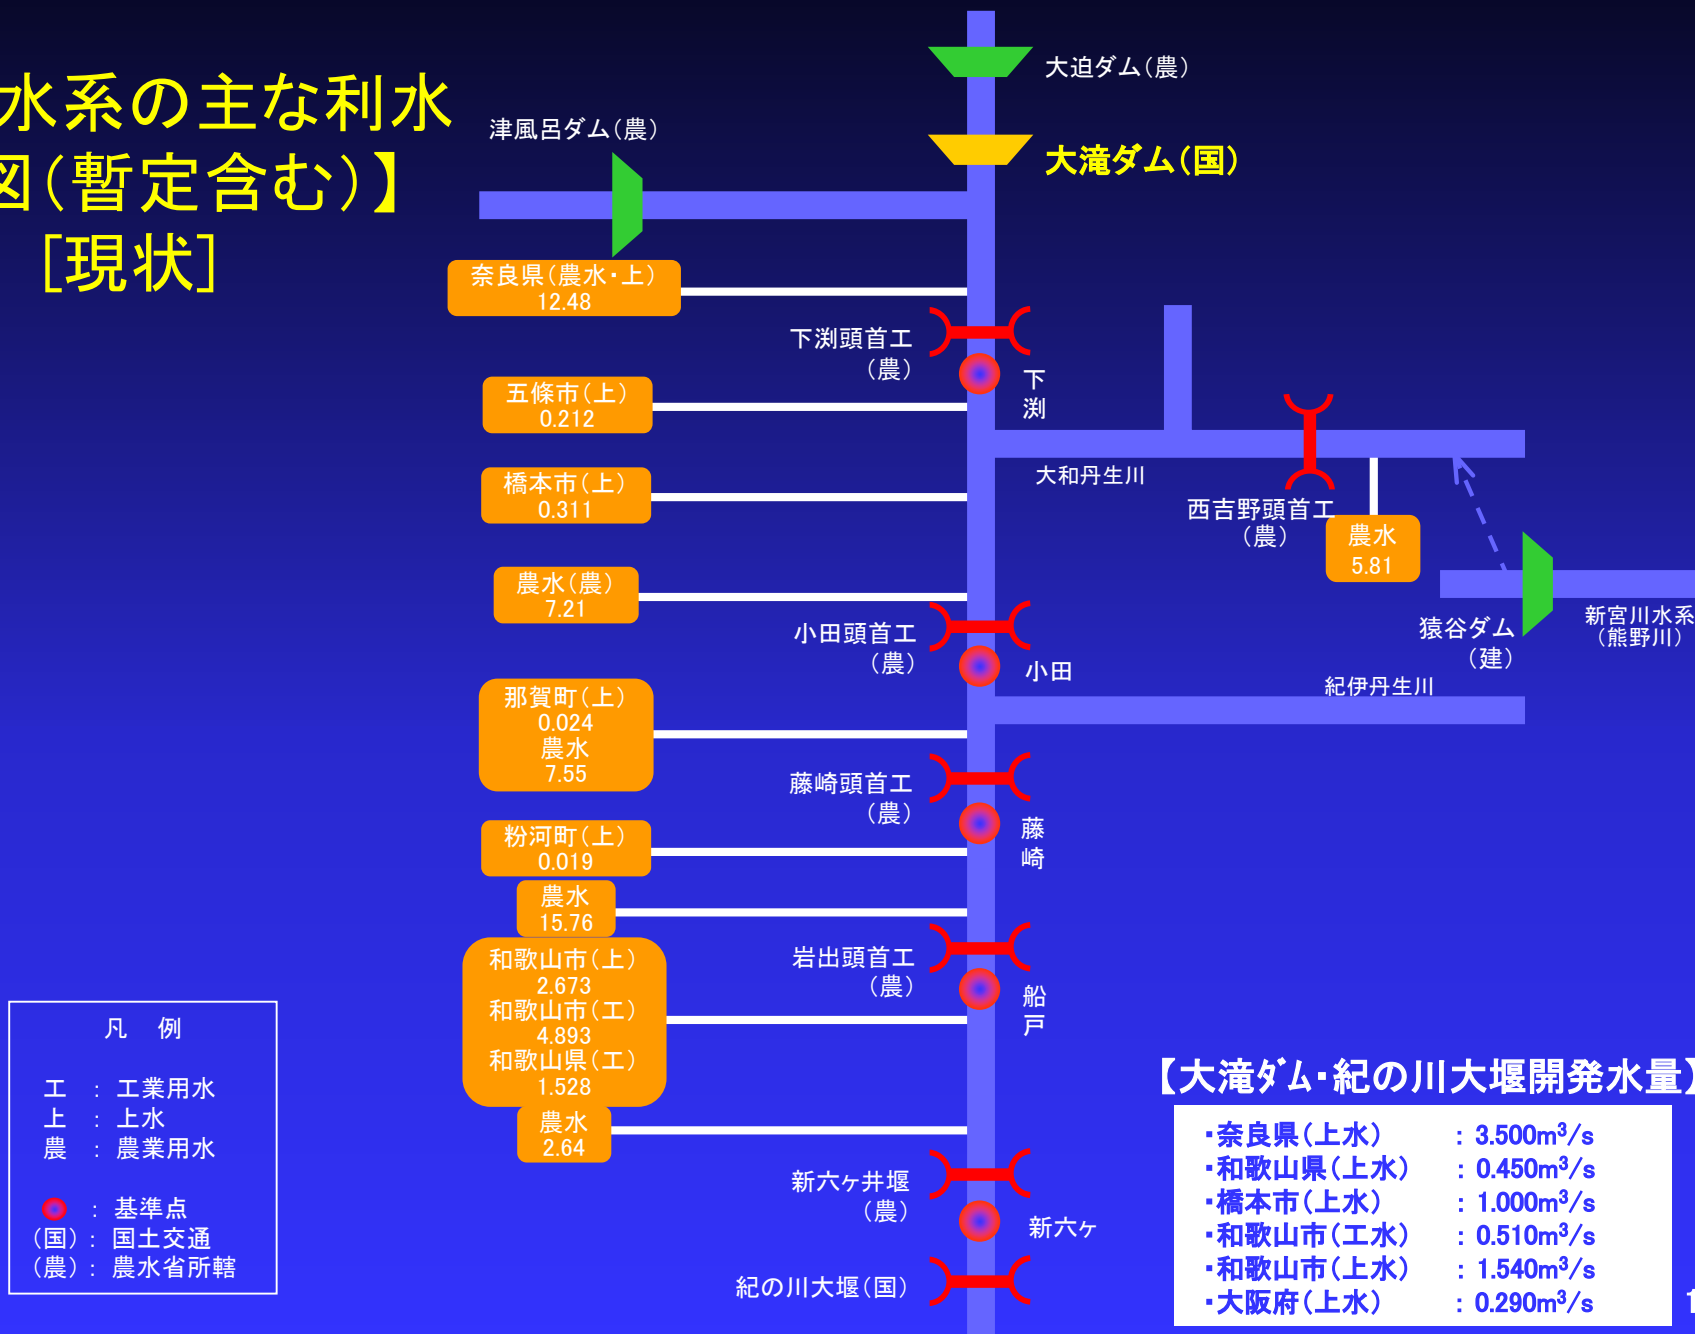 水系の主な利水
図(暫定含む)】
[現状]
大迫ダム(農)
津風呂ダム(農)
大滝ダム(国)
奈良県(農水・上)
12.48
下渕頭首工
(農)
下
渕
五條市(上)
0.212
大和丹生川
橋本市(上)
0.311
西吉野頭首工
(農)
農水
5.81
農水(農)
7.21
新宮川水系
(熊野川)
猿谷ダム
(建)
小田頭首工
(農)
小田
紀伊丹生川
那賀町(上)
0.024
農水
7.55
藤崎頭首工
(農)
藤
崎
粉河町(上)
0.019
農水
15.76
岩出頭首工
(農)
船
戸
和歌山市(上)
2.673
和歌山市(工)
4.893
和歌山県(工)
1.528
農水
2.64
新六ヶ井堰
(農)
新六ヶ
紀の川大堰(国)
凡 例
工 : 工業用水
上 : 上水
農 : 農業用水
: 基準点
(国) : 国土交通
(農) : 農水省所轄
【大滝ダム・紀の川大堰開発水量】
・奈良県(上水) : 3.500m³/s
・和歌山県(上水) : 0.450m³/s
・橋本市(上水) : 1.000m³/s
・和歌山市(工水) : 0.510m³/s
・和歌山市(上水) : 1.540m³/s
・大阪府(上水) : 0.290m³/s
1